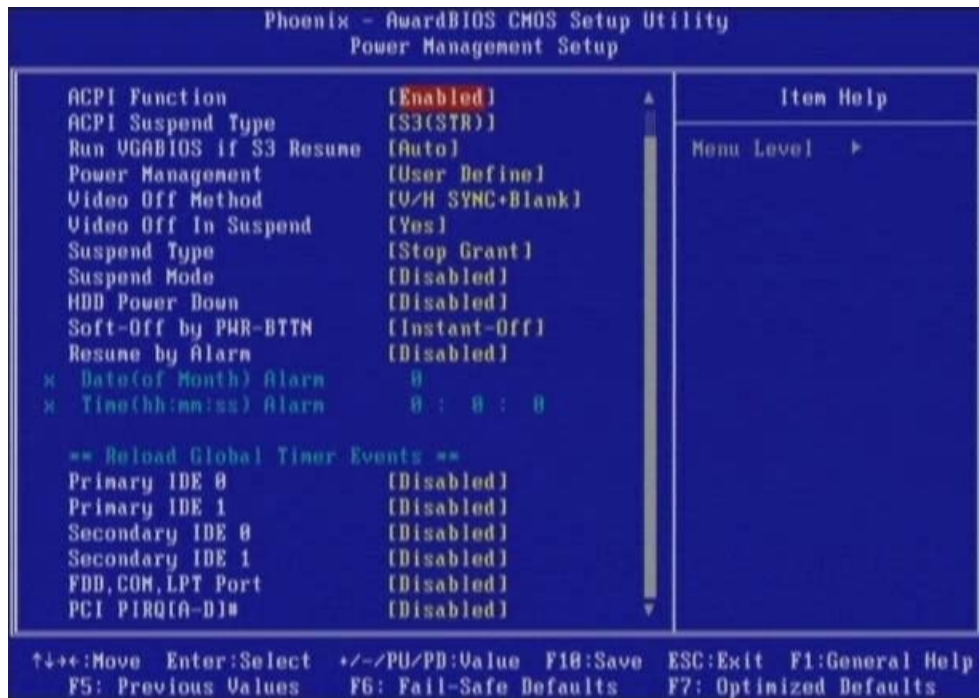 Phoenix - AwardBIOS CMOS Setup Utility
Power Management Setup
ACPI Function [Enabled]
ACPI Suspend Type [S3(STR)]
Run VGABIOS if S3 Resume [Auto]
Power Management [User Define]
Video Off Method [V/H SYNC+Blank]
Video Off In Suspend [Yes]
Suspend Type [Stop Grant]
Suspend Mode [Disabled]
HDD Power Down [Disabled]
Soft-Off by PWR-BTTN [Instant-Off]
Resume by Alarm [Disabled]
x Date(of Month) Alarm 0
x Time(hh:mm:ss) Alarm 0 : 0 : 0
** Reload Global Timer Events **
Primary IDE 0 [Disabled]
Primary IDE 1 [Disabled]
Secondary IDE 0 [Disabled]
Secondary IDE 1 [Disabled]
FDD,COM,LPT Port [Disabled]
PCI PIRQ[A-D]# [Disabled]
Item Help
Menu Level ►
↑↓→←:Move Enter:Select +/-/PU/PD:Value F10:Save ESC:Exit F1:General Help
F5: Previous Values F6: Fail-Safe Defaults F7: Optimized Defaults